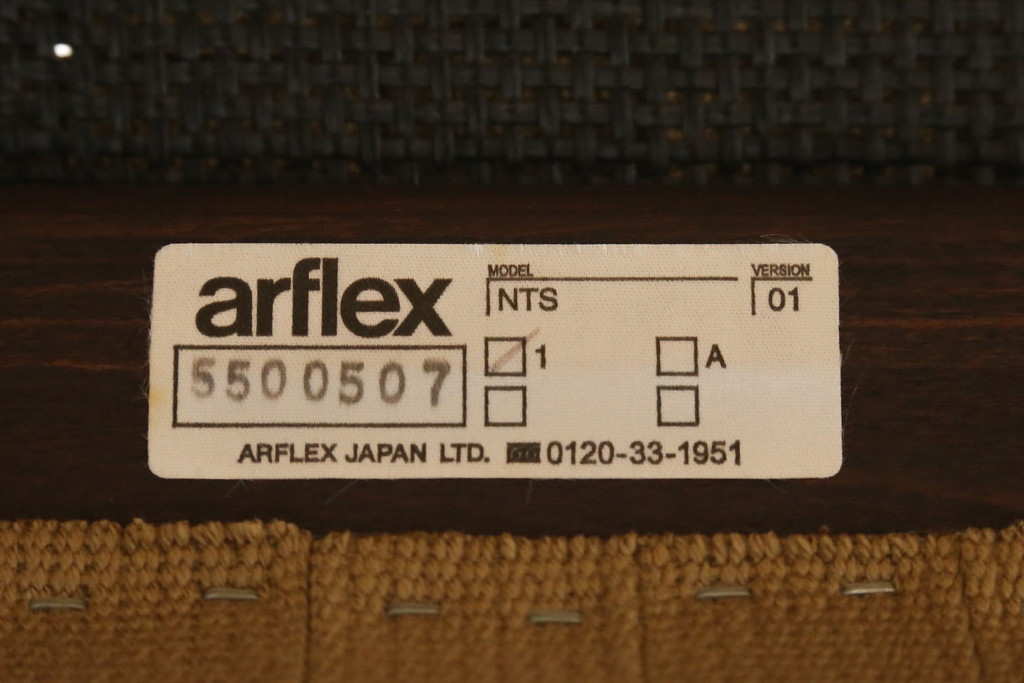 arflex
5500507
MODEL
NTS
VERSION
01
1
A
ARFLEX JAPAN LTD. 0120-33-1951